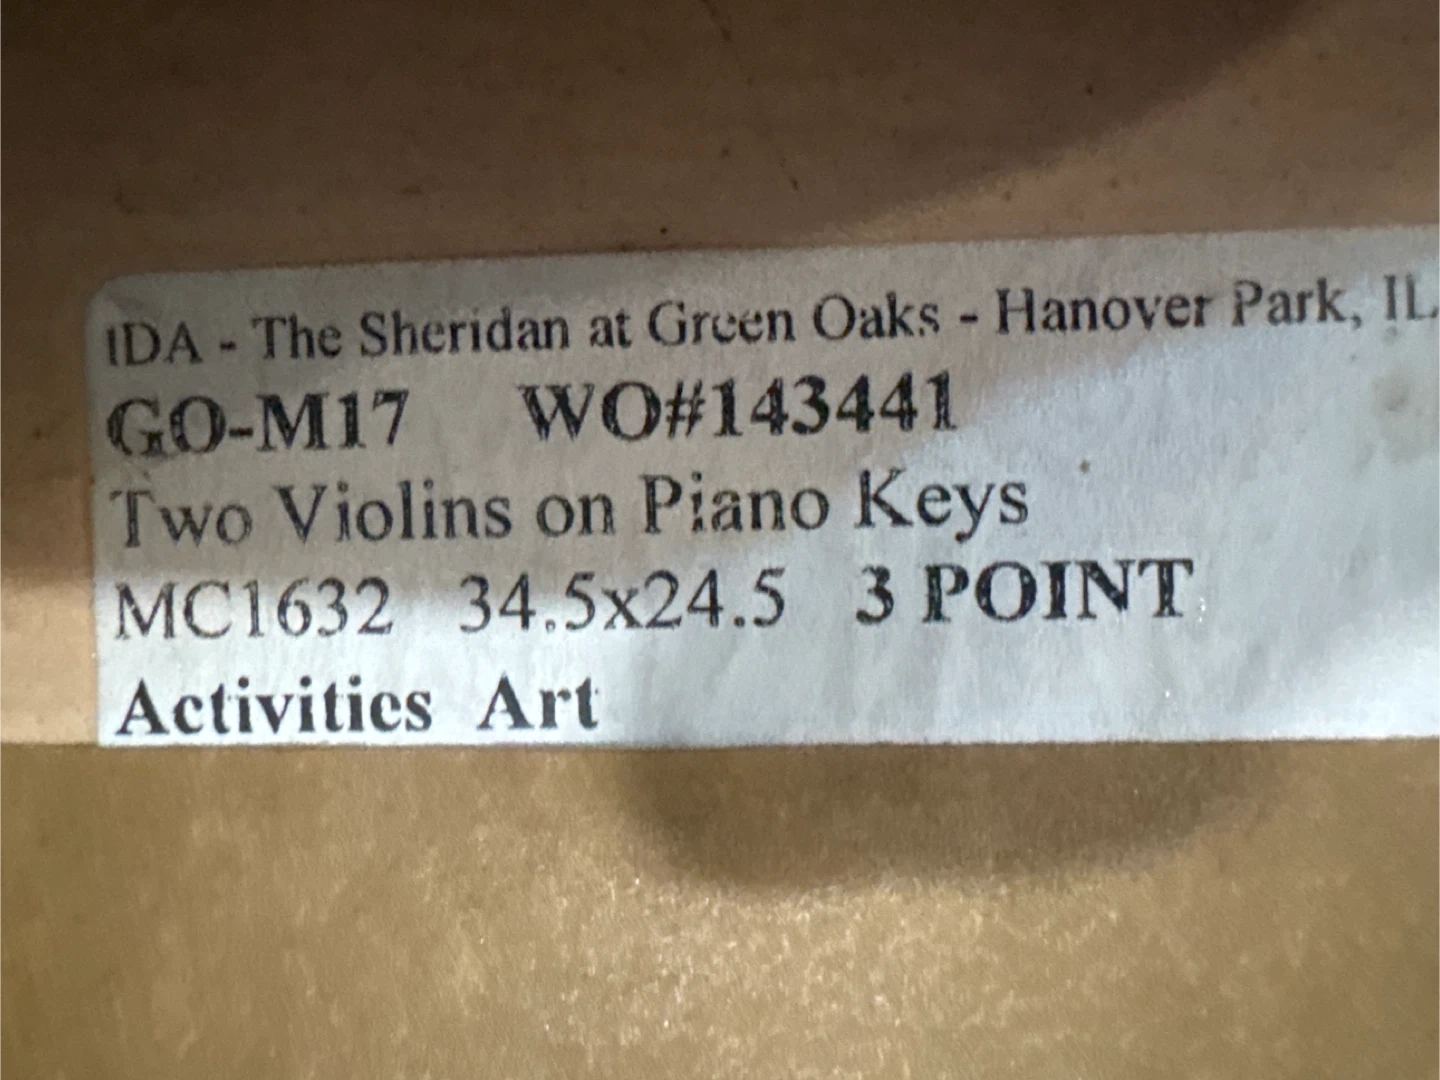 IDA - The Sheridan at Green Oaks - Hanover Park, IL
GO-M17 WO#143441
Two Violins on Piano Keys
MC1632 34.5x24.5 3 POINT
Activities Art